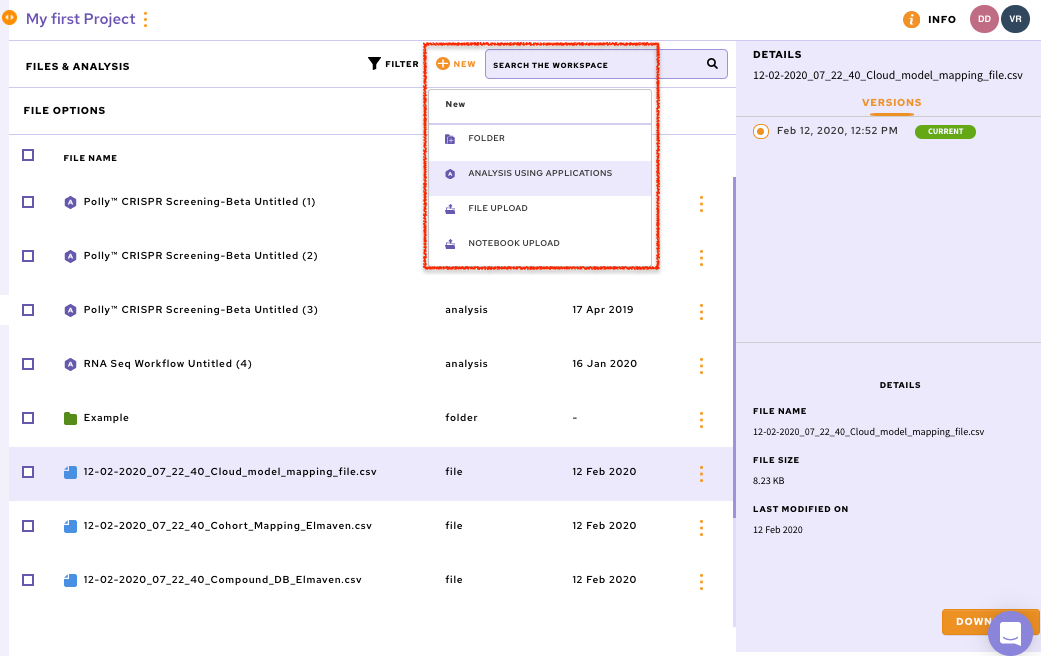 My first Project
INFO
DD
VR
FILES & ANALYSIS
FILTER
NEW
SEARCH THE WORKSPACE
FILE OPTIONS
New
FOLDER
ANALYSIS USING APPLICATIONS
FILE UPLOAD
NOTEBOOK UPLOAD
FILE NAME
Polly™ CRISPR Screening-Beta Untitled (1)
Polly™ CRISPR Screening-Beta Untitled (2)
Polly™ CRISPR Screening-Beta Untitled (3) analysis 17 Apr 2019
RNA Seq Workflow Untitled (4) analysis 16 Jan 2020
Example folder -
12-02-2020_07_22_40_Cloud_model_mapping_file.csv file 12 Feb 2020
12-02-2020_07_22_40_Cohort_Mapping_Elmaven.csv file 12 Feb 2020
12-02-2020_07_22_40_Compound_DB_Elmaven.csv file 12 Feb 2020
DETAILS
12-02-2020_07_22_40_Cloud_model_mapping_file.csv
VERSIONS
Feb 12, 2020, 12:52 PM CURRENT
DETAILS
FILE NAME
12-02-2020_07_22_40_Cloud_model_mapping_file.csv
FILE SIZE
8.23 KB
LAST MODIFIED ON
12 Feb 2020